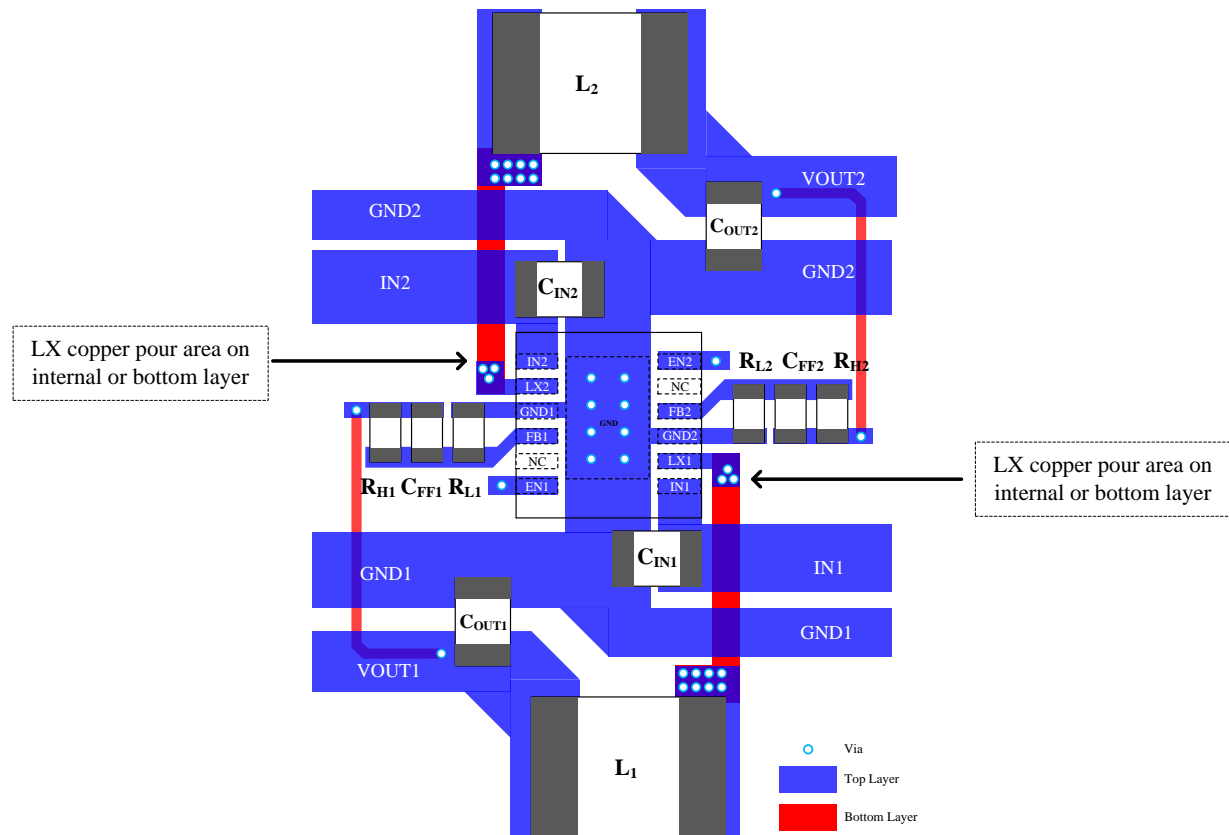 L2
VOUT2
GND2
COUT2
GND2
IN2
CIN2
LX copper pour area on
internal or bottom layer
IN2
EN2
RL2 CFF2 RH2
LX2
NC
GND1
GND
FB2
FB1
GND2
NC
LX1
LX copper pour area on
internal or bottom layer
RH1 CFF1 RL1
EN1
IN1
CIN1
GND1
IN1
COUT1
GND1
VOUT1
L1
Via
Top Layer
Bottom Layer